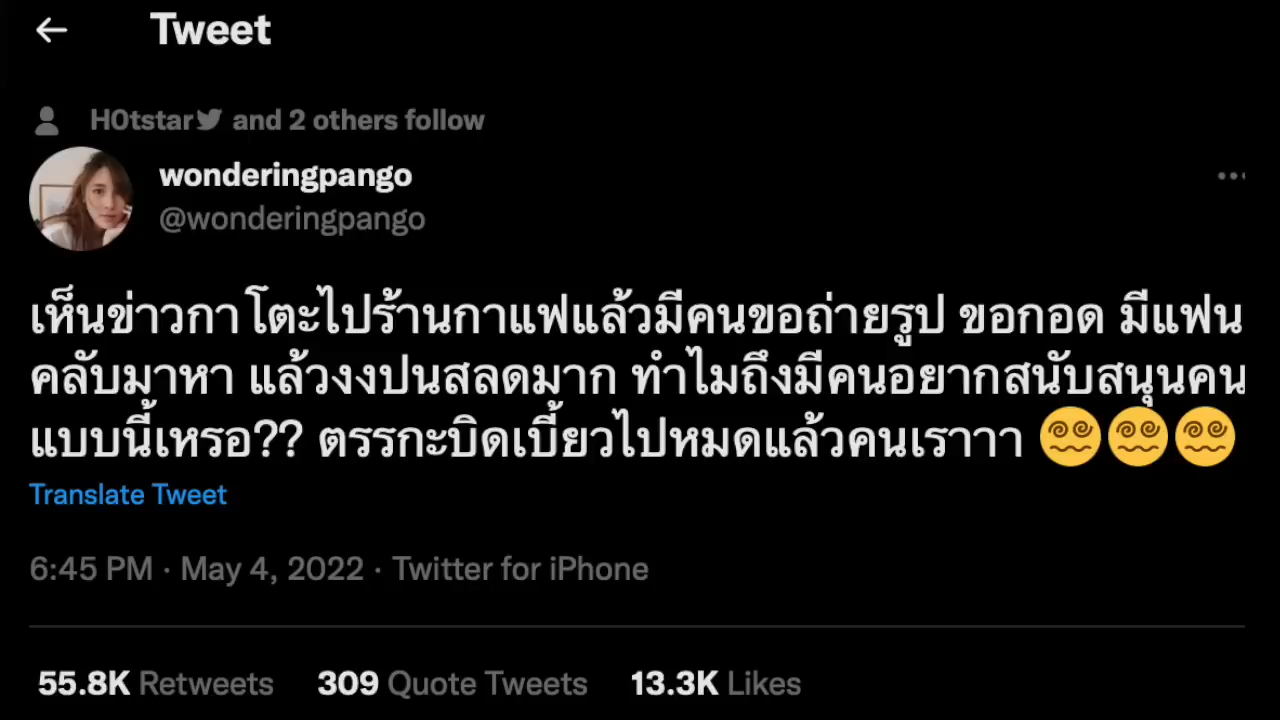 Tweet
H0tstar and 2 others follow
wonderingpango
@wonderingpango
เห็นข่าวกาโตะไปร้านกาแฟแล้วมีคนขอถ่ายรูป ขอกอด มีแฟน
คลับมาหา แล้วงงปนสลดมาก ทำไมถึงมีคนอยากสนับสนุนคน
แบบนี้เหรอ?? ตรรกะบิดเบี้ยวไปหมดแล้วคนเราาา 😵‍💫😵‍💫😵‍💫
Translate Tweet
6:45 PM · May 4, 2022 · Twitter for iPhone
55.8K Retweets 309 Quote Tweets 13.3K Likes